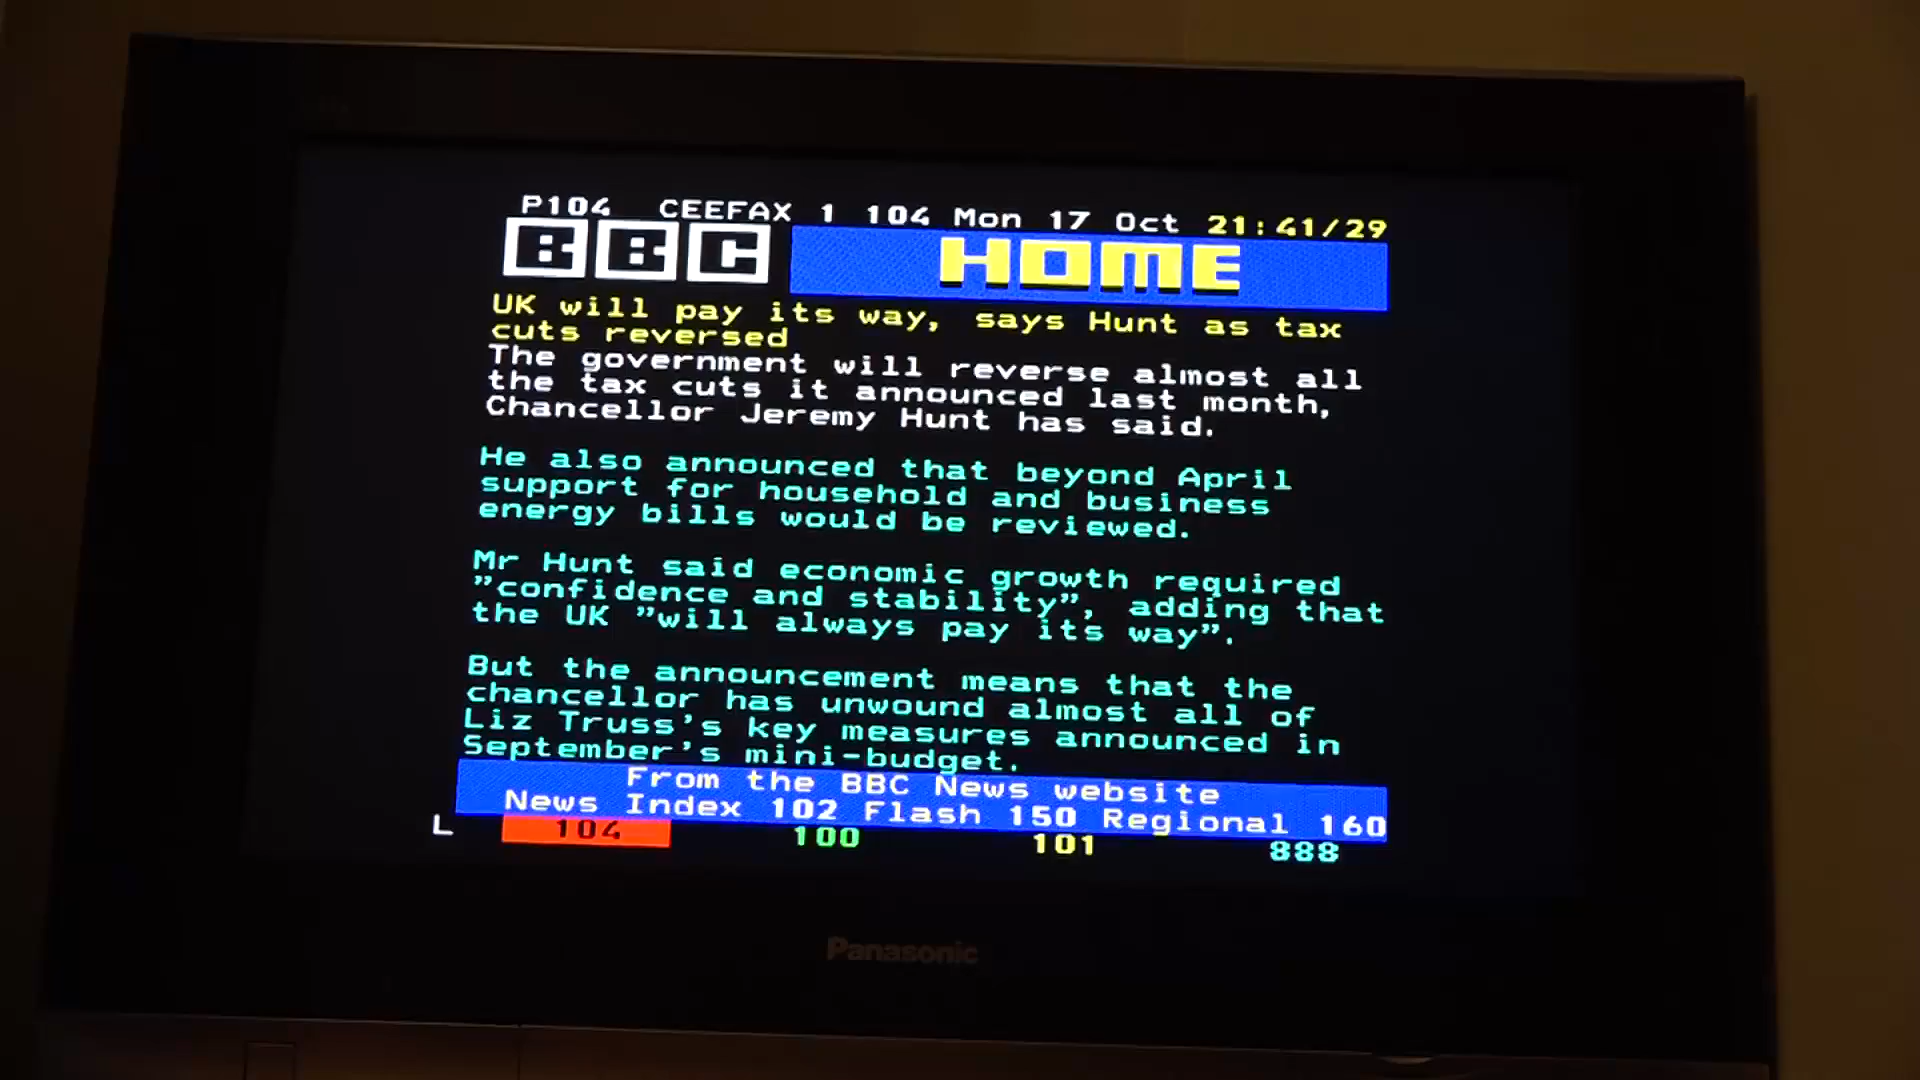 P104 CEEFAX 1 104 Mon 17 Oct 21:41/29
BBC HOME
UK will pay its way, says Hunt as tax
cuts reversed
The government will reverse almost all
the tax cuts it announced last month,
Chancellor Jeremy Hunt has said.
He also announced that beyond April
support for household and business
energy bills would be reviewed.
Mr Hunt said economic growth required
"confidence and stability", adding that
the UK "will always pay its way".
But the announcement means that the
chancellor has unwound almost all of
Liz Truss's key measures announced in
September's mini-budget.
From the BBC News website
News Index 102 Flash 150 Regional 160
L 104 100 101 888
Panasonic